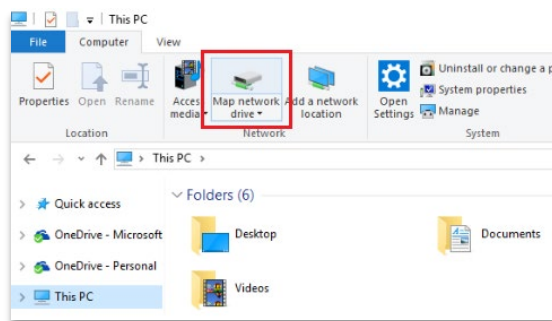 This PC
File Computer View
Properties Open Rename
Access media
Map network drive
Add a network location
Open Settings
Uninstall or change a p
System properties
Manage
Location Network System
This PC
Quick access
OneDrive - Microsoft
OneDrive - Personal
This PC
Folders (6)
Desktop
Documents
Videos